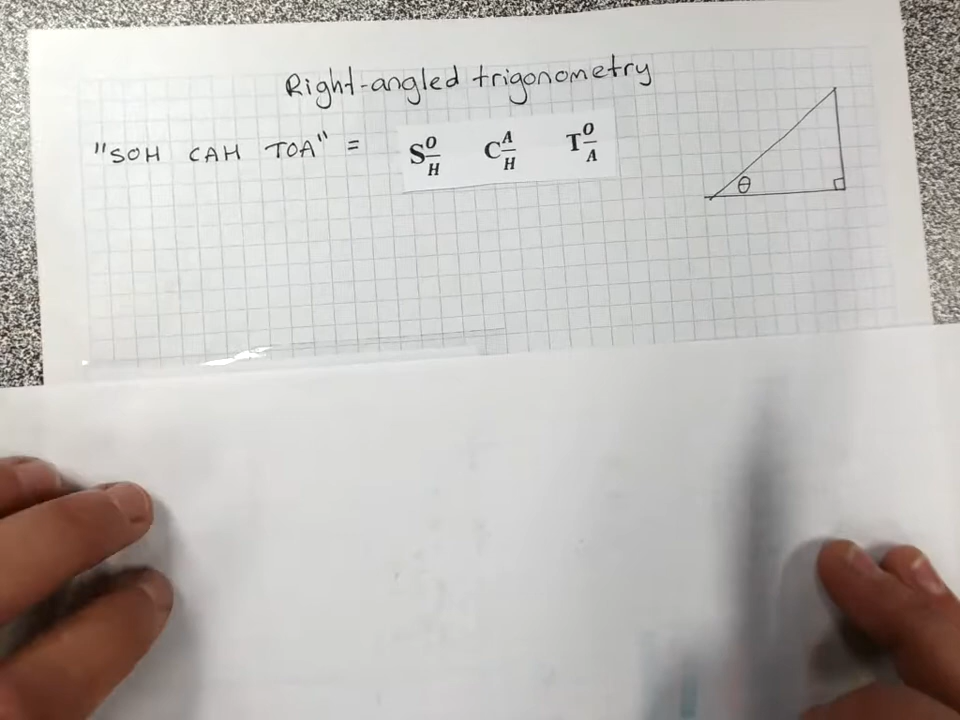 Right-angled trigonometry
"SOH CAH TOA" = S O/H C A/H T O/A
θ